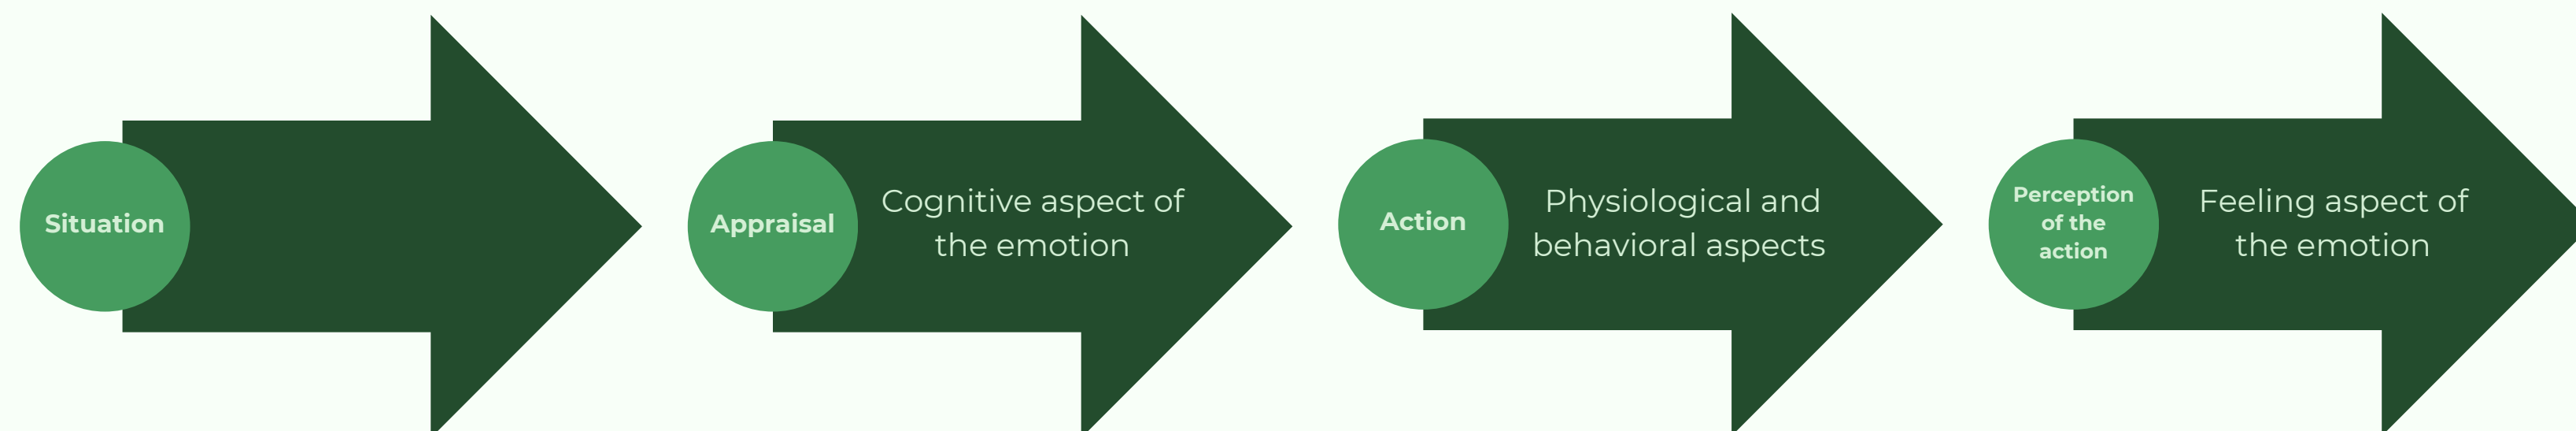 Situation
Appraisal
Cognitive aspect of
the emotion
Action
Physiological and
behavioral aspects
Perception
of the
action
Feeling aspect of
the emotion